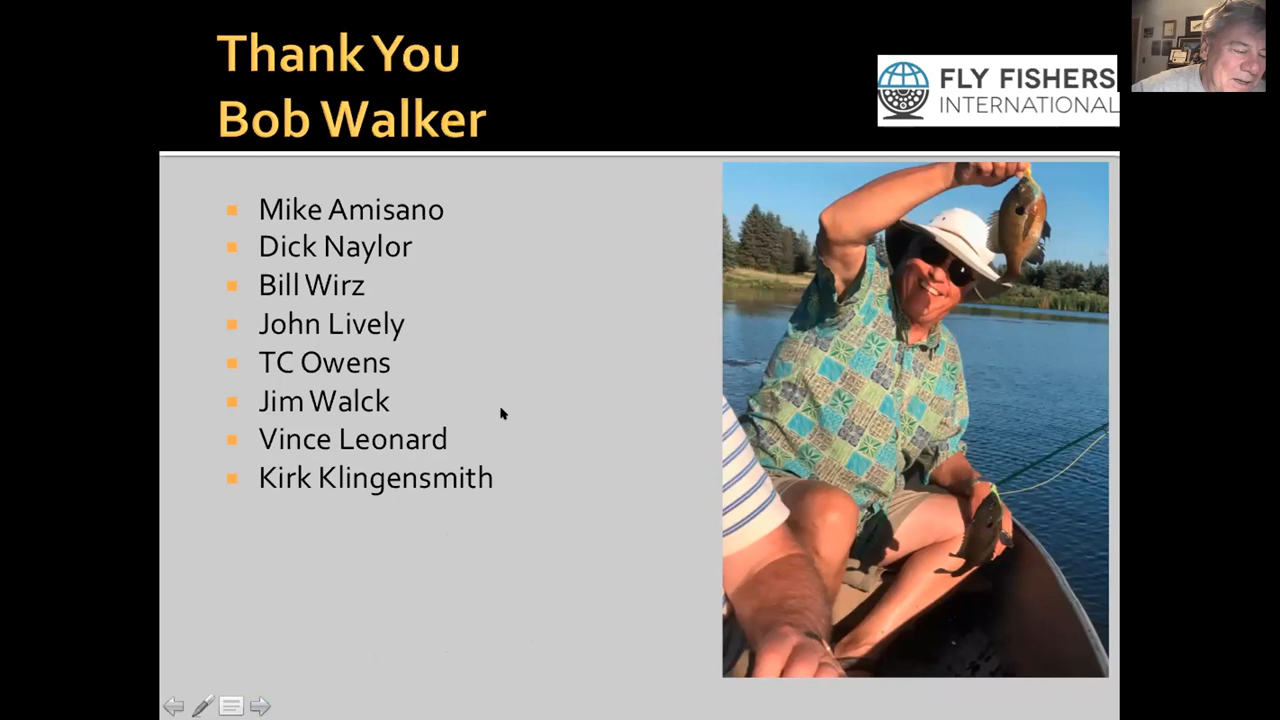 Thank You
Bob Walker
FLY FISHERS
INTERNATIONAL
Mike Amisano
Dick Naylor
Bill Wirz
John Lively
TC Owens
Jim Walck
Vince Leonard
Kirk Klingensmith